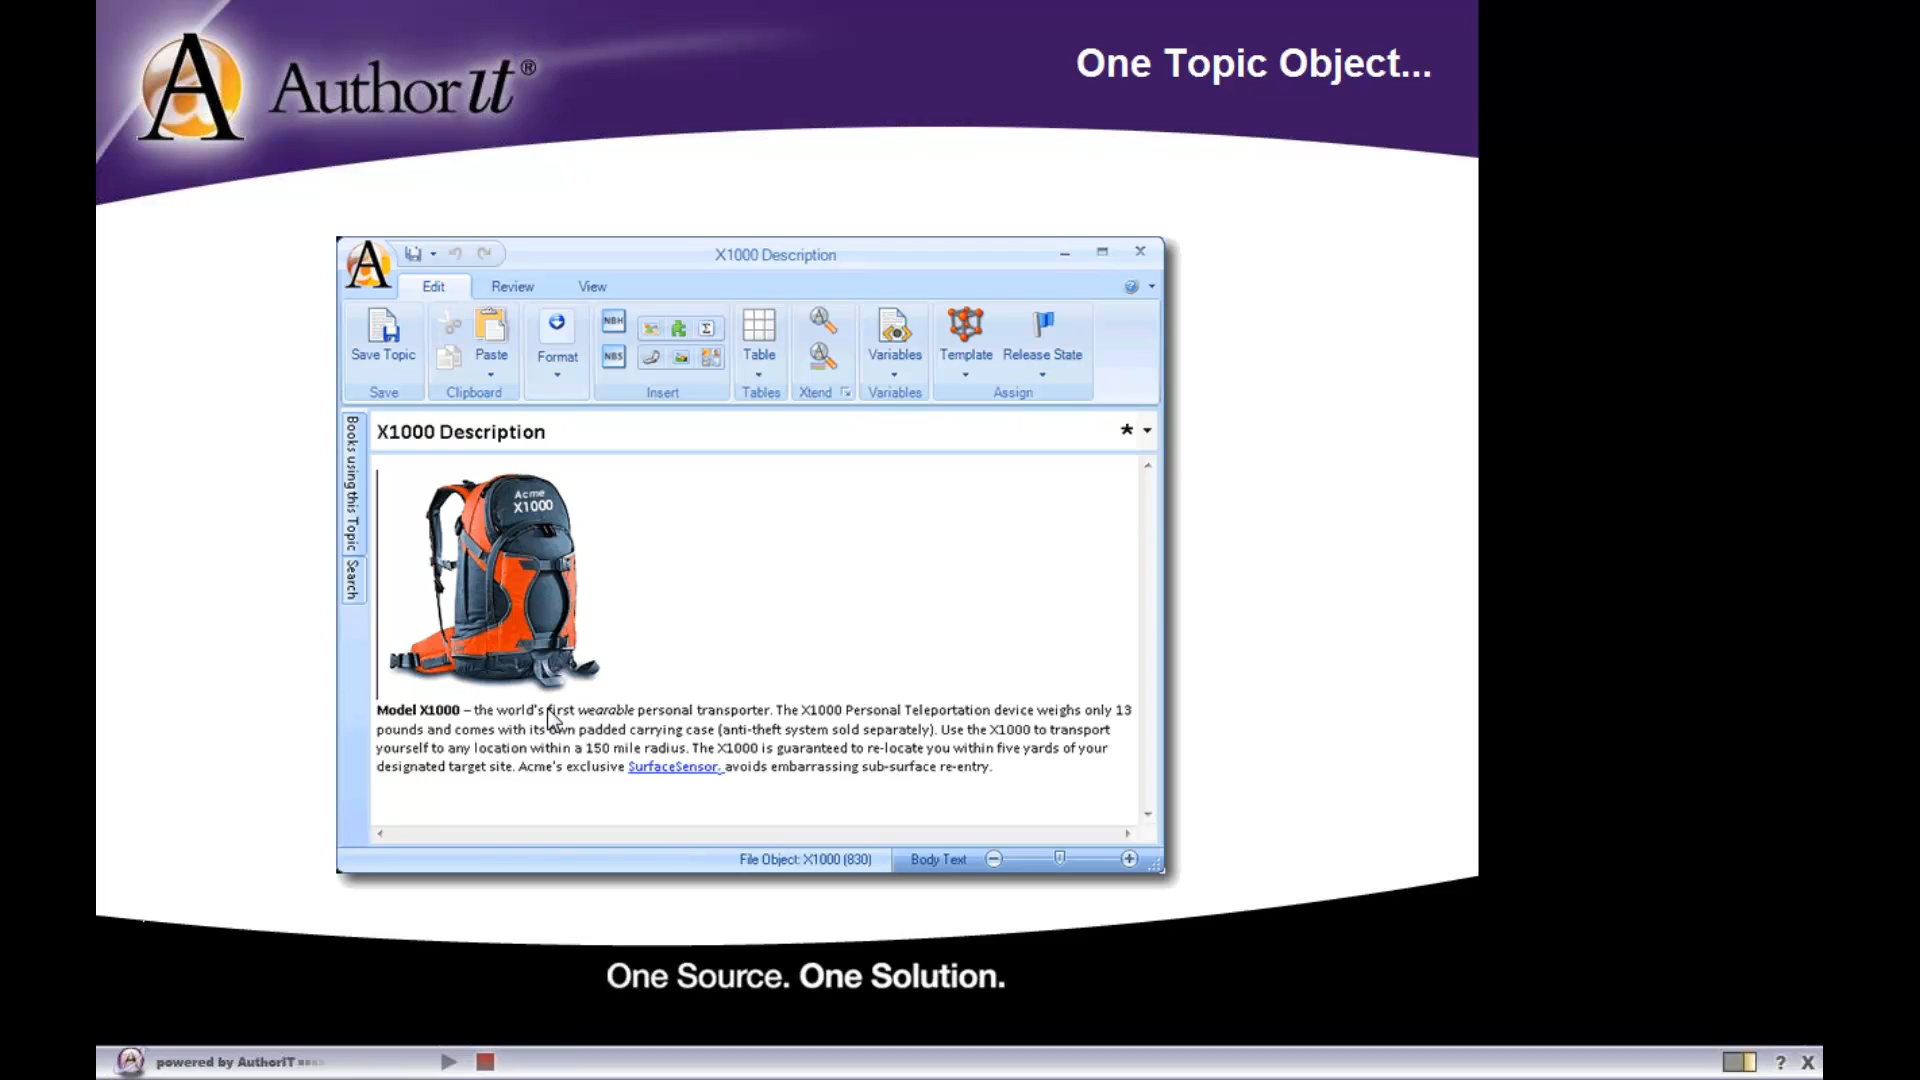 A
AuthorIT®
One Topic Object...
X1000 Description
Edit Review View
Save Topic Paste Format NBH NBS Σ Table Variables Template Release State
Save Clipboard Insert Tables Xtend Variables Assign
Books using this Topic
Search
X1000 Description *
Acme
X1000
Model X1000 – the world's first wearable personal transporter. The X1000 Personal Teleportation device weighs only 13
pounds and comes with its own padded carrying case (anti-theft system sold separately). Use the X1000 to transport
yourself to any location within a 150 mile radius. The X1000 is guaranteed to re-locate you within five yards of your
designated target site. Acme's exclusive SurfaceSensor, avoids embarrassing sub-surface re-entry.
File Object: X1000 (830) Body Text
One Source. One Solution.
powered by AuthorIT ? X